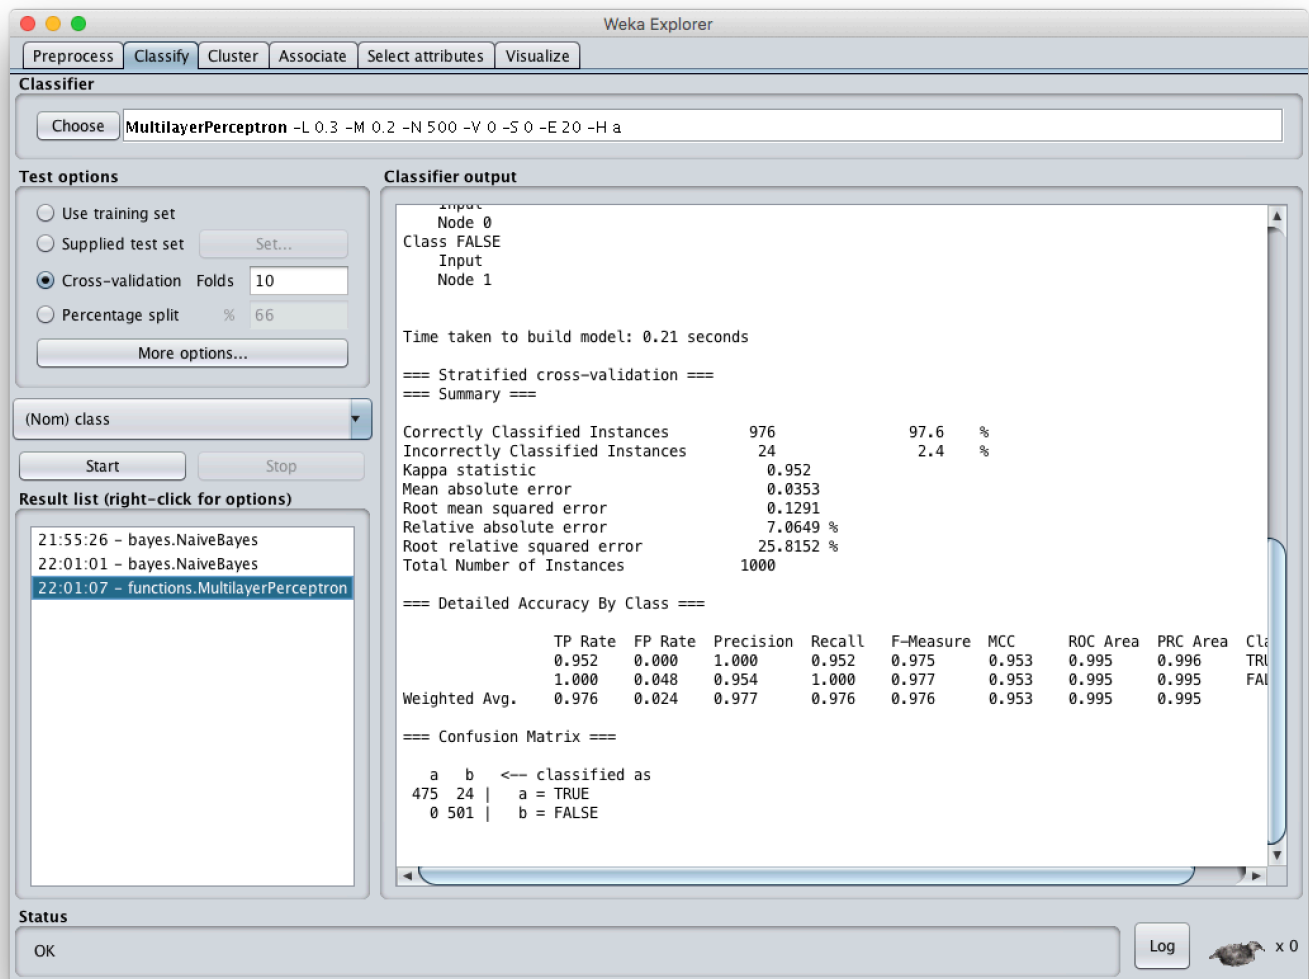 Weka Explorer
Preprocess Classify Cluster Associate Select attributes Visualize
Classifier
Choose MultilayerPerceptron -L 0.3 -M 0.2 -N 500 -V 0 -S 0 -E 20 -H a
Test options
Use training set
Supplied test set Set...
Cross-validation Folds 10
Percentage split % 66
More options...
(Nom) class
Start Stop
Result list (right-click for options)
21:55:26 - bayes.NaiveBayes
22:01:01 - bayes.NaiveBayes
22:01:07 - functions.MultilayerPerceptron
Classifier output
Input
Node 0
Class FALSE
Input
Node 1
Time taken to build model: 0.21 seconds
=== Stratified cross-validation ===
=== Summary ===
Correctly Classified Instances 976 97.6 %
Incorrectly Classified Instances 24 2.4 %
Kappa statistic 0.952
Mean absolute error 0.0353
Root mean squared error 0.1291
Relative absolute error 7.0649 %
Root relative squared error 25.8152 %
Total Number of Instances 1000
=== Detailed Accuracy By Class ===
TP Rate FP Rate Precision Recall F-Measure MCC ROC Area PRC Area Cla
0.952 0.000 1.000 0.952 0.975 0.953 0.995 0.996 TRU
1.000 0.048 0.954 1.000 0.977 0.953 0.995 0.995 FAL
Weighted Avg. 0.976 0.024 0.977 0.976 0.976 0.953 0.995 0.995
=== Confusion Matrix ===
a b <-- classified as
475 24 | a = TRUE
0 501 | b = FALSE
Status
OK
Log x 0